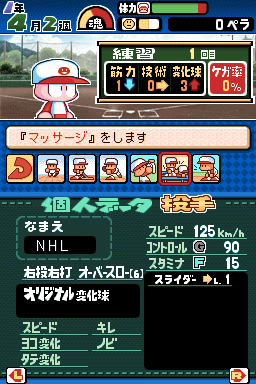 1年 4月2週 魂 体力 0ペラ
練習 1回目
筋力 技術 変化球 ケガ率
1 0 3 0%
『マッサージ』をします
個人データ 投手
なまえ
NHL
右投右打 オーバースロー(6)
オリジナル変化球
スピード キレ
ヨコ変化 ノビ
タテ変化
スピード 125km/h
コントロール G 90
スタミナ F 15
スライダー L.1
L R